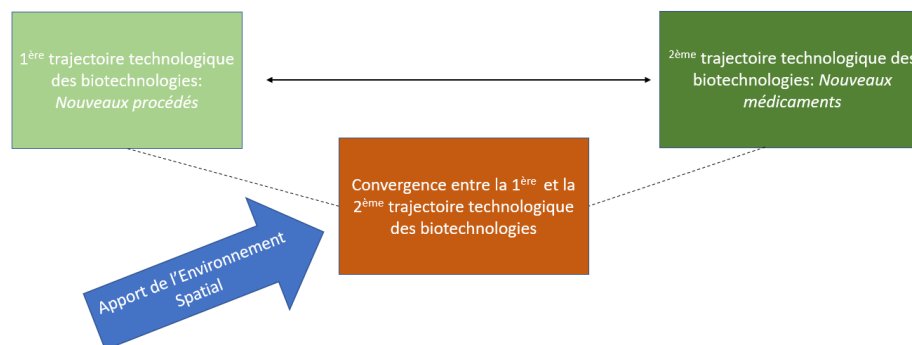 1ère trajectoire technologique
des biotechnologies:
Nouveaux procédés
2ème trajectoire technologique des
biotechnologies: Nouveaux
médicaments
Convergence entre la 1ère et la
2ème trajectoire technologique
des biotechnologies
Apport de l'Environnement
Spatial